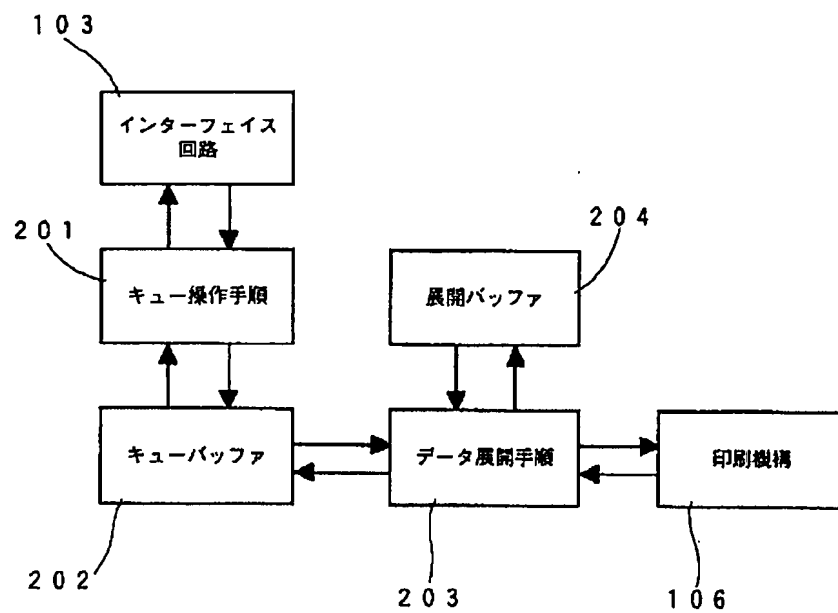 103
インターフェイス
回路
201
キュー操作手順
204
展開バッファ
キューバッファ
データ展開手順
印刷機構
202
203
106